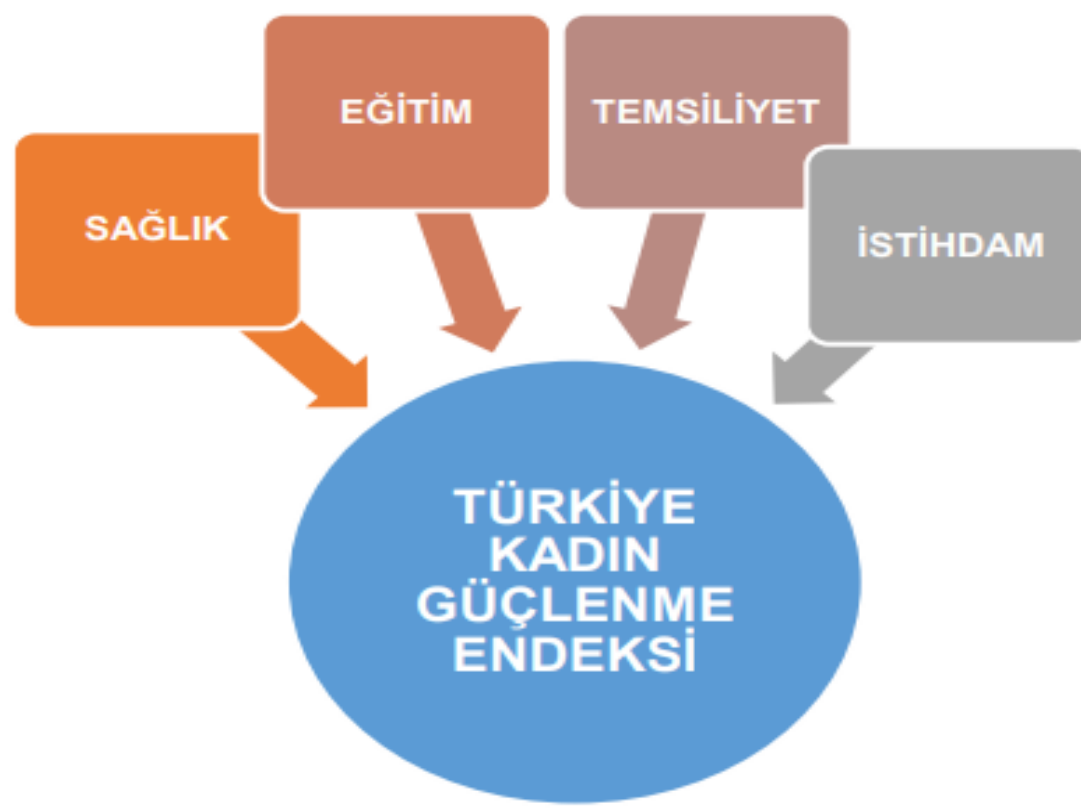 SAĞLIK
EĞİTİM
TEMSİLİYET
İSTİHDAM
TÜRKİYE
KADIN
GÜÇLENME
ENDEKSİ